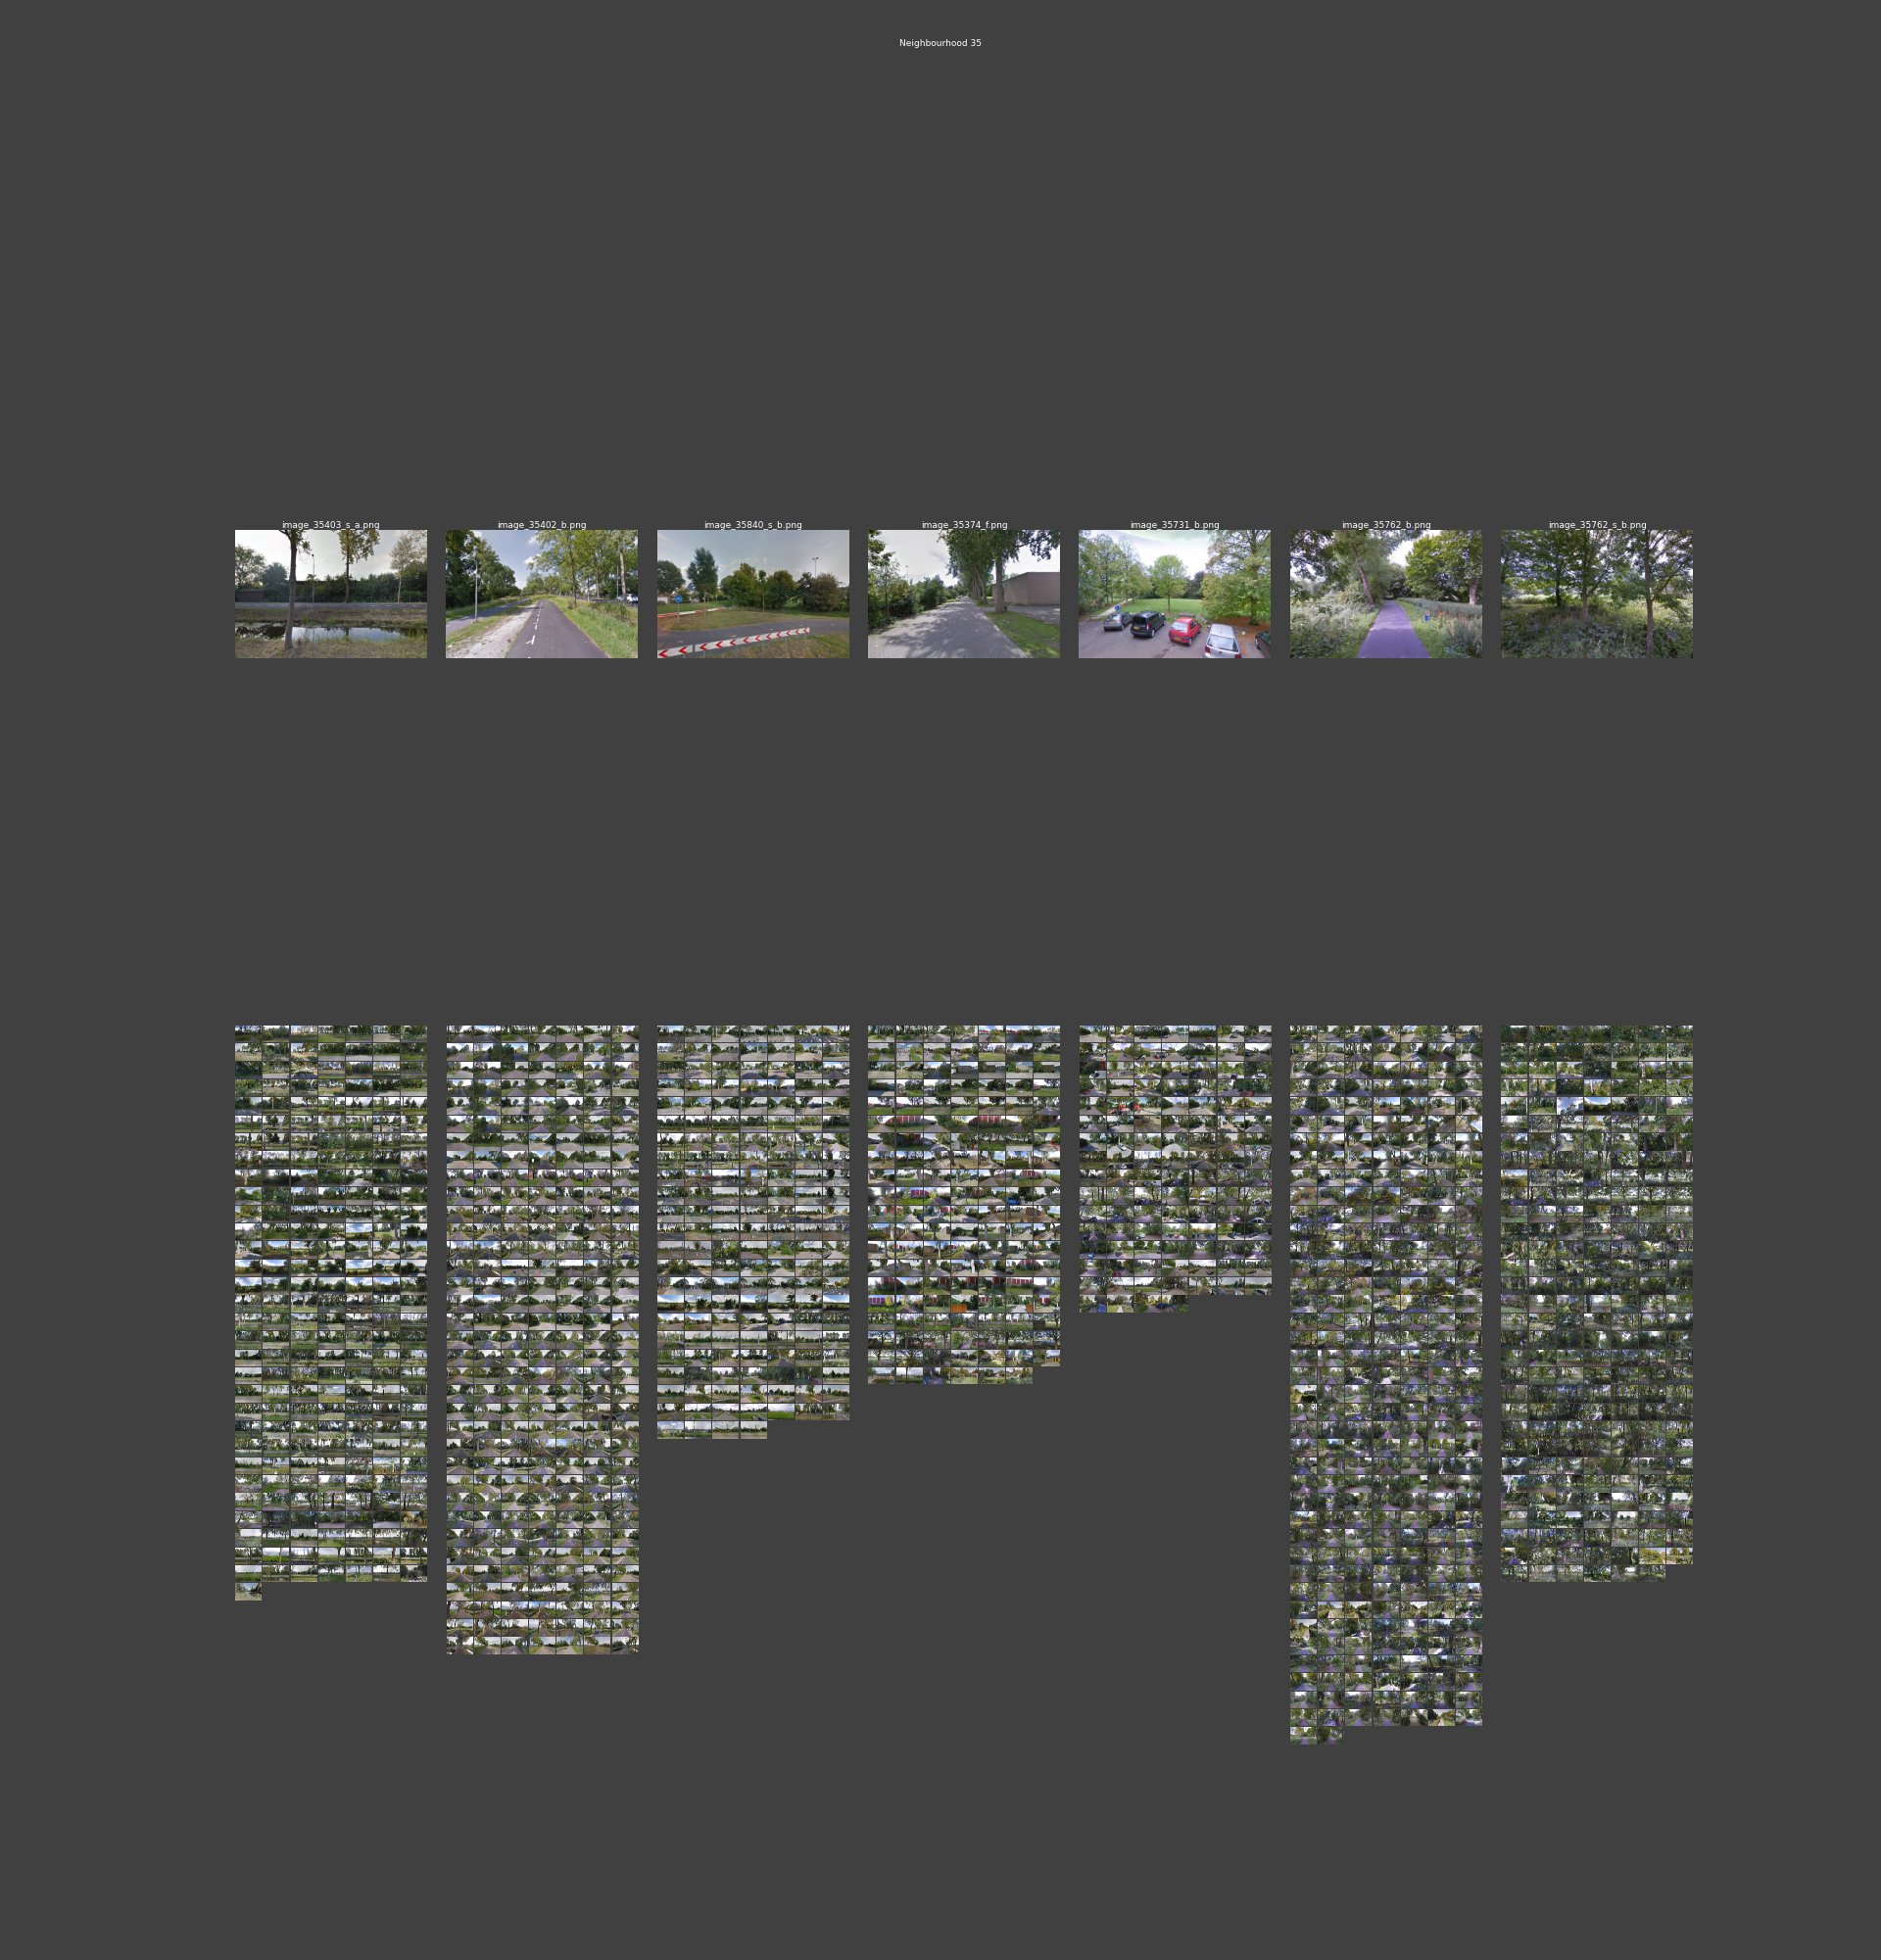 Neighbourhood 35
image_35403_s_a.png
image_35402_b.png
image_35840_s_b.png
image_35374_f.png
image_35731_b.png
image_35762_b.png
image_35762_s_b.png